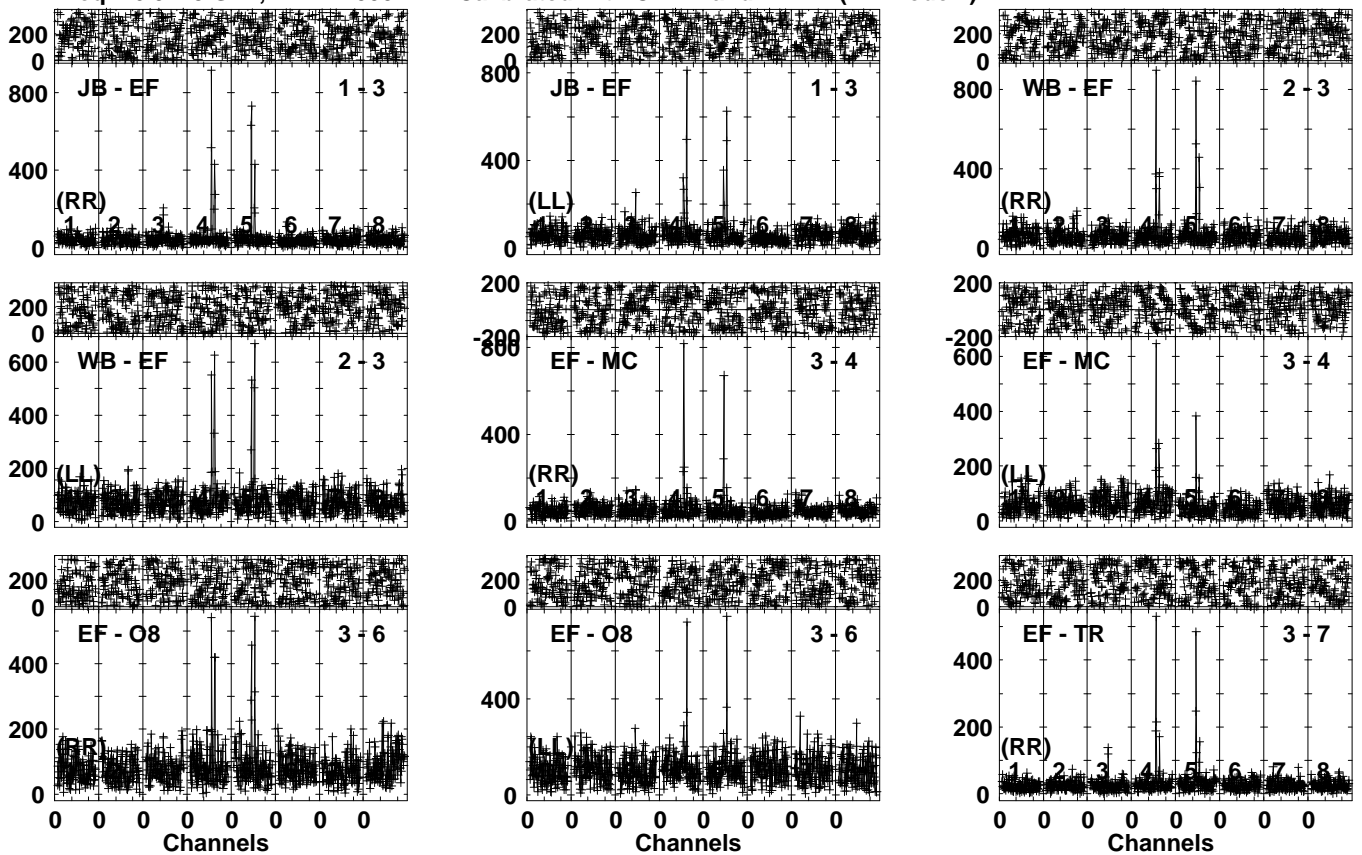 200 200 200
0 0 0
800 JB - EF 1 - 3
800 JB - EF 1 - 3
800 WB - EF 2 - 3
400 400 400
(RR) (LL) (RR)
1 2 3 4 5 6 7 8
0 0 0
200 200 200
0 -200 -200
600 WB - EF 2 - 3
800 EF - MC 3 - 4
600 EF - MC 3 - 4
400 400 400
200 200
(LL) (RR) (LL)
1 2 3 4 5 6 7 8
0 0 0
200 200 200
0 0 0
EF - O8 3 - 6
EF - O8 3 - 6
EF - TR 3 - 7
400 400 400
200 200
(RR) (LL) (RR)
1 2 3 4 5 6 7 8
0 0 0
0 0 0 0 0 0 0 0 0 0 0 0 0 0 0 0 0 0 0 0 0
Channels Channels Channels